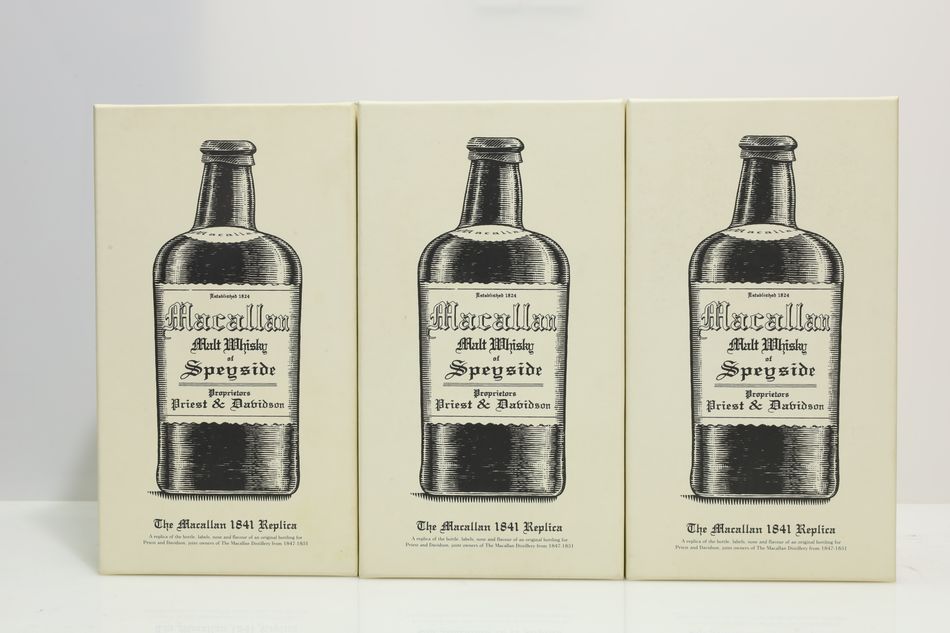 Macallan
Established 1824
Macallan
Malt Whisky
of
Speyside
Proprietors
Priest & Davidson
The Macallan 1841 Replica
A replica of the bottle, labels, nose and flavour of an original bottling for
Priest and Davidson, joint owners of The Macallan Distillery from 1847-1851
Macallan
Established 1824
Macallan
Malt Whisky
of
Speyside
Proprietors
Priest & Davidson
The Macallan 1841 Replica
A replica of the bottle, labels, nose and flavour of an original bottling for
Priest and Davidson, joint owners of The Macallan Distillery from 1847-1851
Macallan
Established 1824
Macallan
Malt Whisky
of
Speyside
Proprietors
Priest & Davidson
The Macallan 1841 Replica
A replica of the bottle, labels, nose and flavour of an original bottling for
Priest and Davidson, joint owners of The Macallan Distillery from 1847-1851